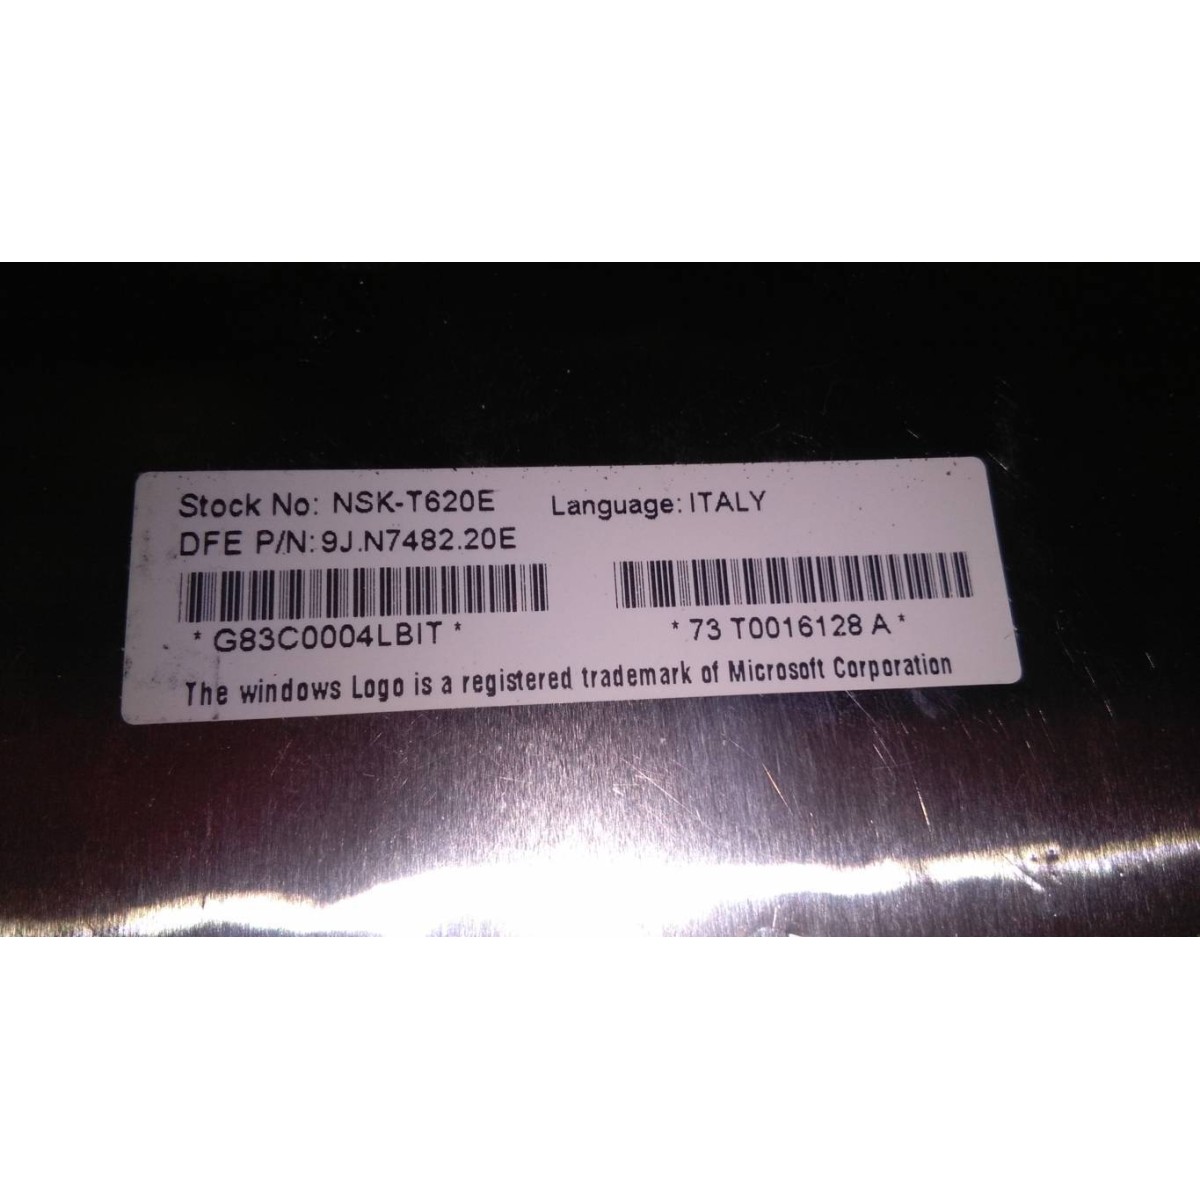 Stock No: NSK-T620E Language: ITALY
DFE P/N: 9J.N7482.20E
* G83C0004LBIT * * 73 T0016128 A *
The windows Logo is a registered trademark of Microsoft Corporation